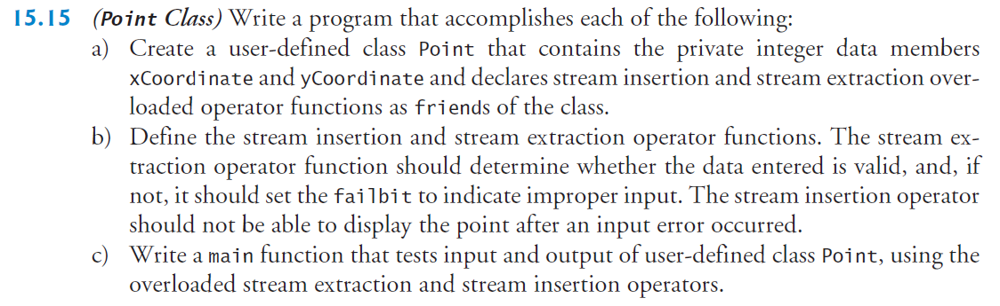 15.15 (Point Class) Write a program that accomplishes each of the following:
a) Create a user-defined class Point that contains the private integer data members
xCoordinate and yCoordinate and declares stream insertion and stream extraction over-
loaded operator functions as friends of the class.
b) Define the stream insertion and stream extraction operator functions. The stream ex-
traction operator function should determine whether the data entered is valid, and, if
not, it should set the failbit to indicate improper input. The stream insertion operator
should not be able to display the point after an input error occurred.
c) Write a main function that tests input and output of user-defined class Point, using the
overloaded stream extraction and stream insertion operators.